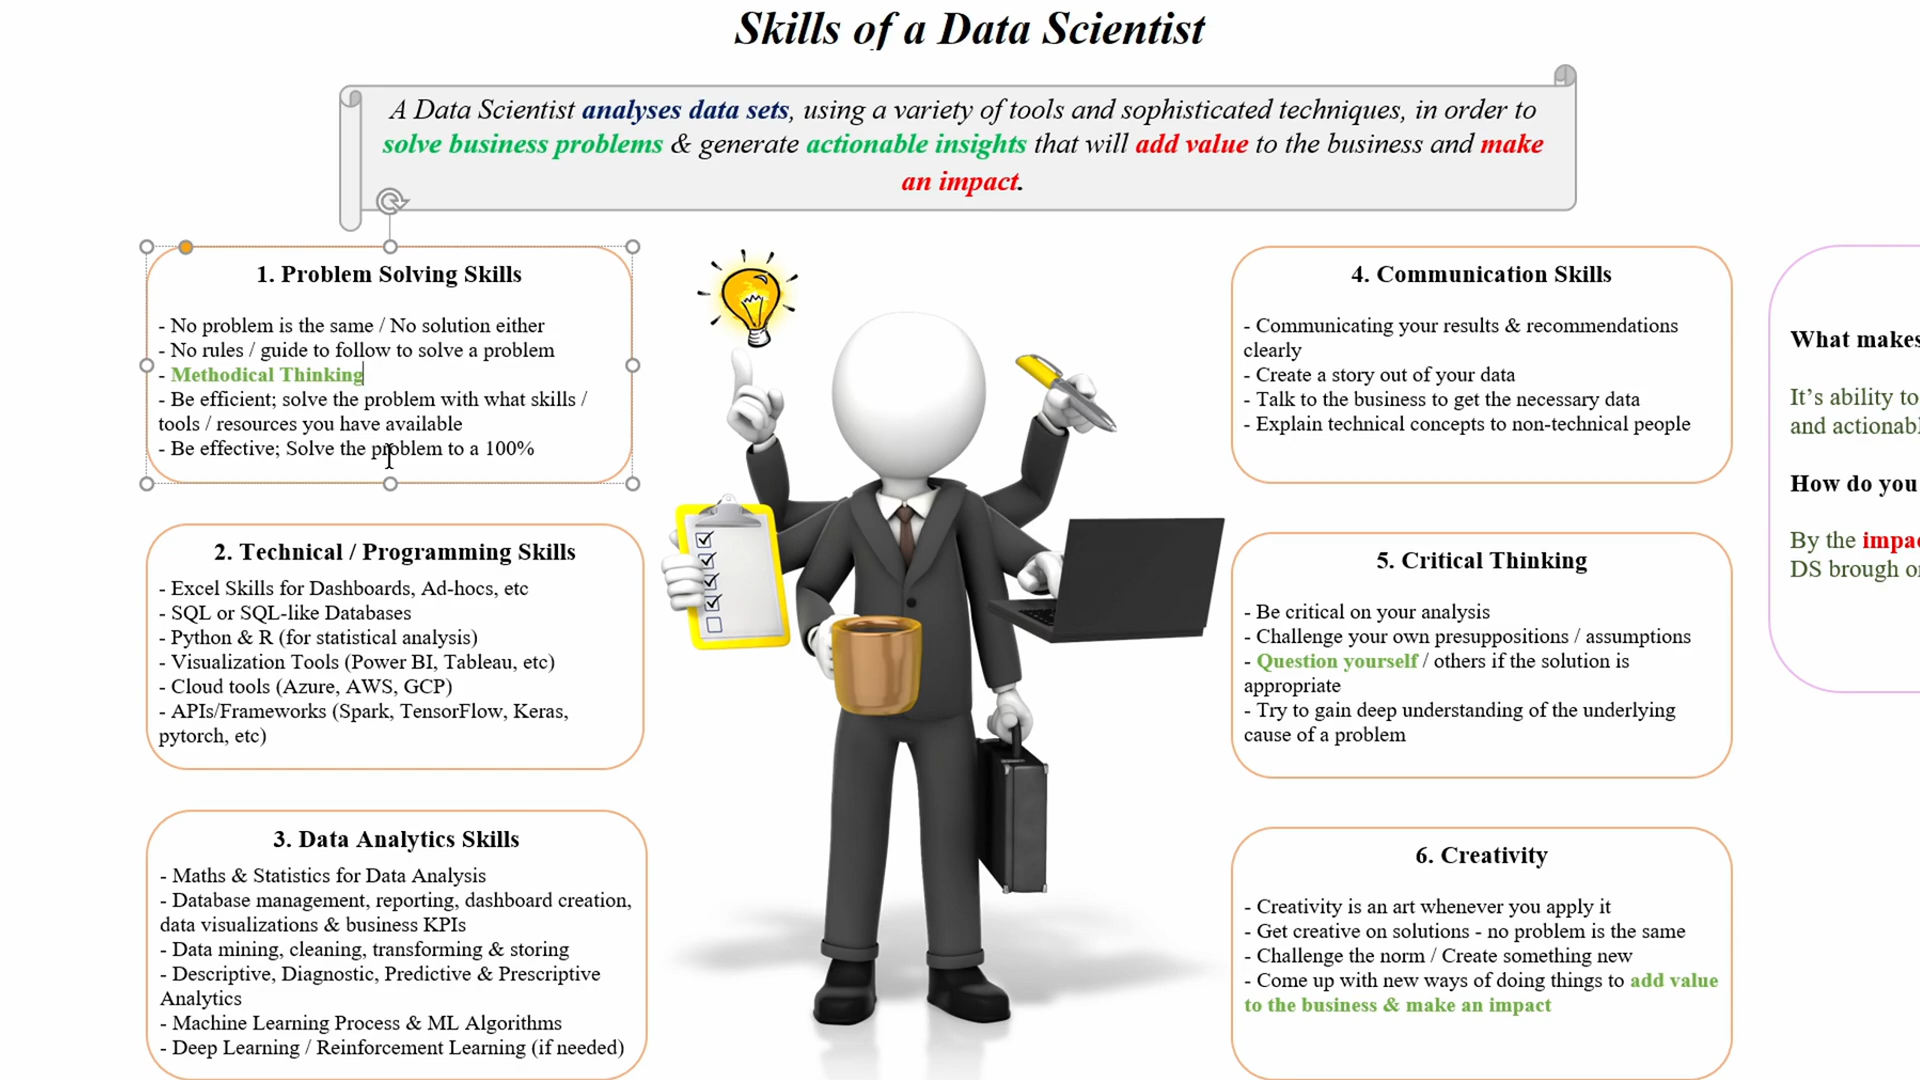 Skills of a Data Scientist
A Data Scientist analyses data sets, using a variety of tools and sophisticated techniques, in order to
solve business problems & generate actionable insights that will add value to the business and make
an impact.
1. Problem Solving Skills
- No problem is the same / No solution either
- No rules / guide to follow to solve a problem
- Methodical Thinking
- Be efficient; solve the problem with what skills /
tools / resources you have available
- Be effective; Solve the problem to a 100%
2. Technical / Programming Skills
- Excel Skills for Dashboards, Ad-hocs, etc
- SQL or SQL-like Databases
- Python & R (for statistical analysis)
- Visualization Tools (Power BI, Tableau, etc)
- Cloud tools (Azure, AWS, GCP)
- APIs/Frameworks (Spark, TensorFlow, Keras,
pytorch, etc)
3. Data Analytics Skills
- Maths & Statistics for Data Analysis
- Database management, reporting, dashboard creation,
data visualizations & business KPIs
- Data mining, cleaning, transforming & storing
- Descriptive, Diagnostic, Predictive & Prescriptive
Analytics
- Machine Learning Process & ML Algorithms
- Deep Learning / Reinforcement Learning (if needed)
4. Communication Skills
- Communicating your results & recommendations
clearly
- Create a story out of your data
- Talk to the business to get the necessary data
- Explain technical concepts to non-technical people
5. Critical Thinking
- Be critical on your analysis
- Challenge your own presuppositions / assumptions
- Question yourself / others if the solution is
appropriate
- Try to gain deep understanding of the underlying
cause of a problem
6. Creativity
- Creativity is an art whenever you apply it
- Get creative on solutions - no problem is the same
- Challenge the norm / Create something new
- Come up with new ways of doing things to add value
to the business & make an impact
What makes
It's ability to
and
How do you
By the
DS brough